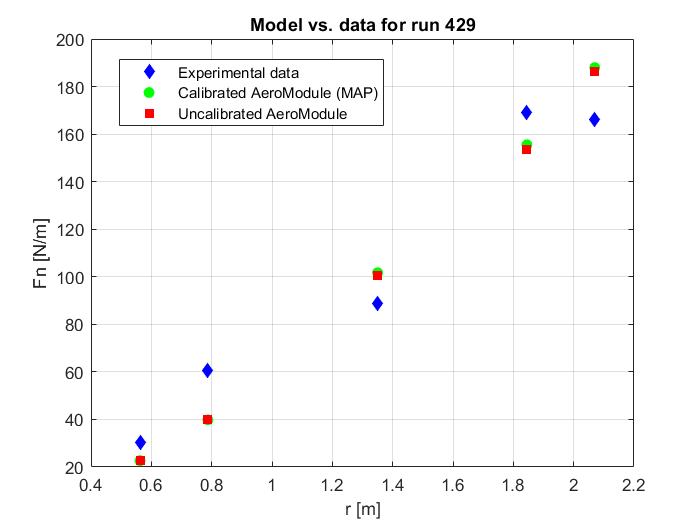 Model vs. data for run 429
200
180
160
140
120
100
80
60
40
20
Fn [N/m]
Experimental data
Calibrated AeroModule (MAP)
Uncalibrated AeroModule
0.4 0.6 0.8 1 1.2 1.4 1.6 1.8 2 2.2
r [m]